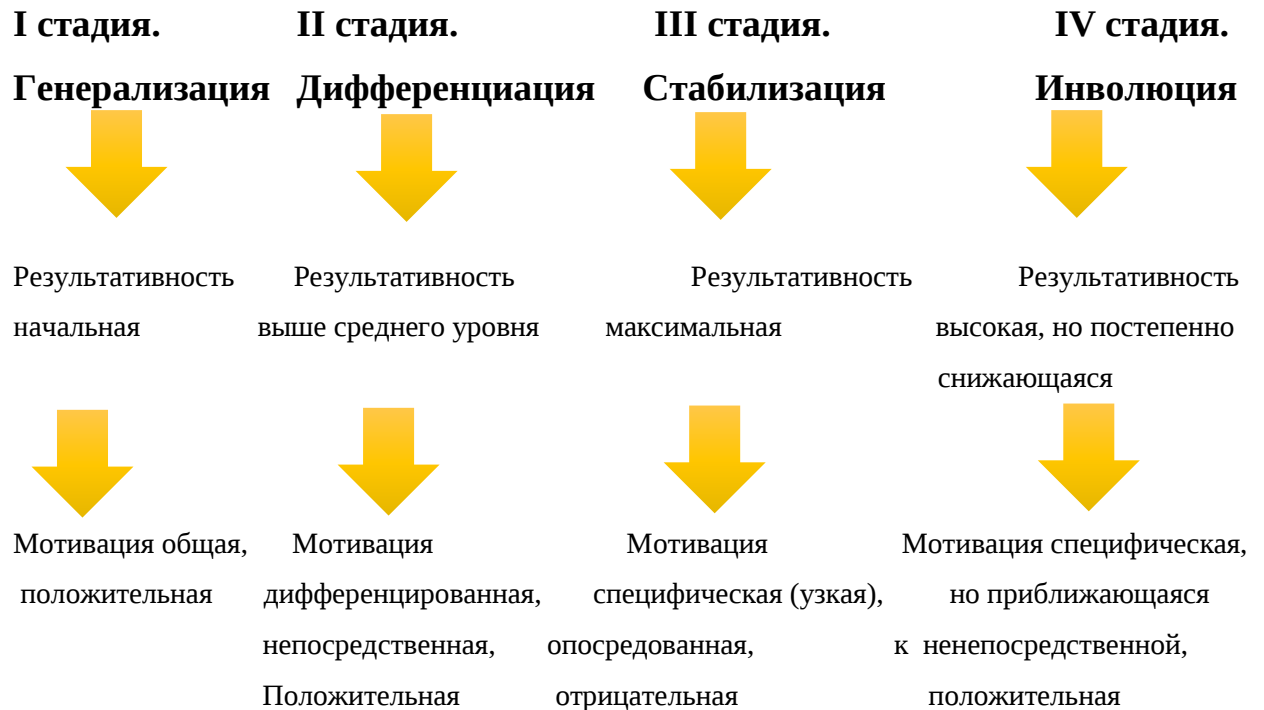 I стадия. II стадия. III стадия. IV стадия.
Генерализация Дифференциация Стабилизация Инволюция
Результативность Результативность Результативность Результативность
начальная выше среднего уровня максимальная высокая, но постепенно
снижающаяся
Мотивация общая, Мотивация Мотивация Мотивация специфическая,
положительная дифференцированная, специфическая (узкая), но приближающаяся
непосредственная, опосредованная, к ненепосредственной,
Положительная отрицательная положительная